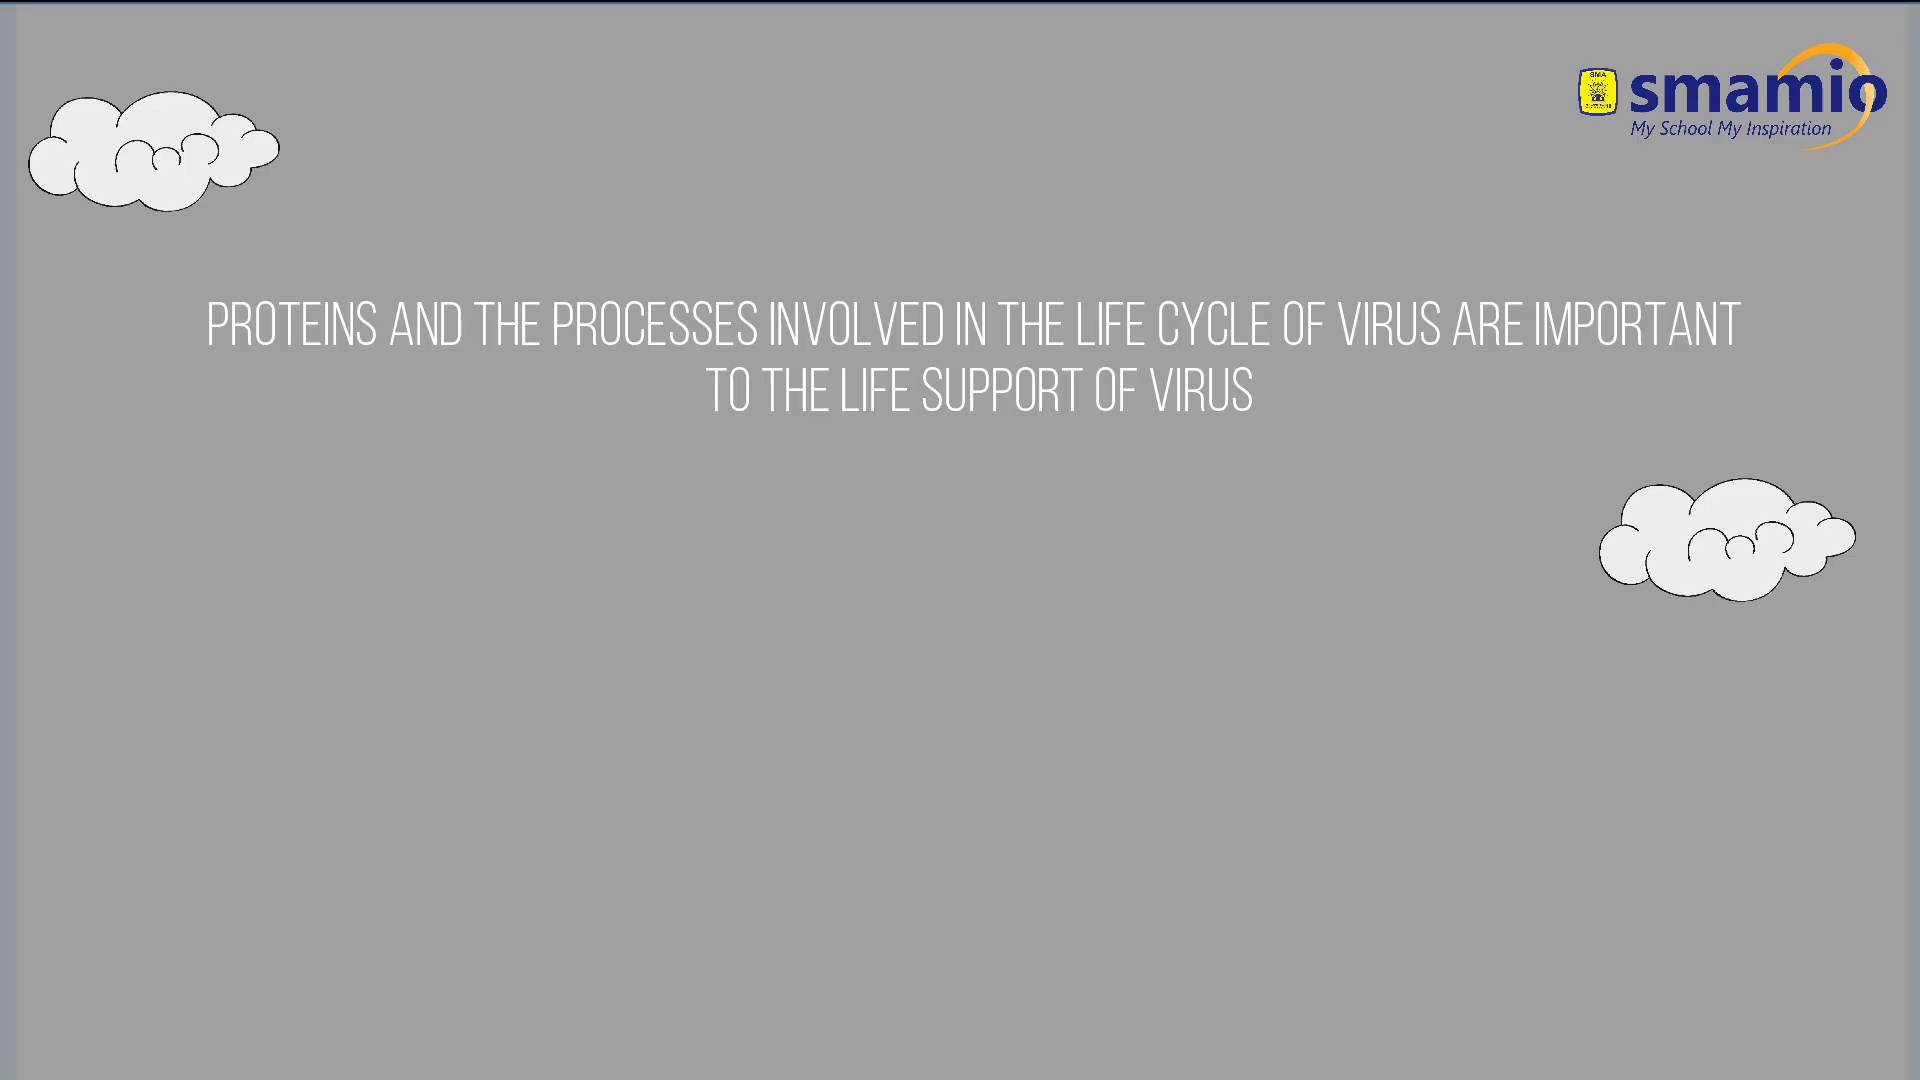 SMA
smamio
My School My Inspiration
PROTEINS AND THE PROCESSES INVOLVED IN THE LIFE CYCLE OF VIRUS ARE IMPORTANT
TO THE LIFE SUPPORT OF VIRUS